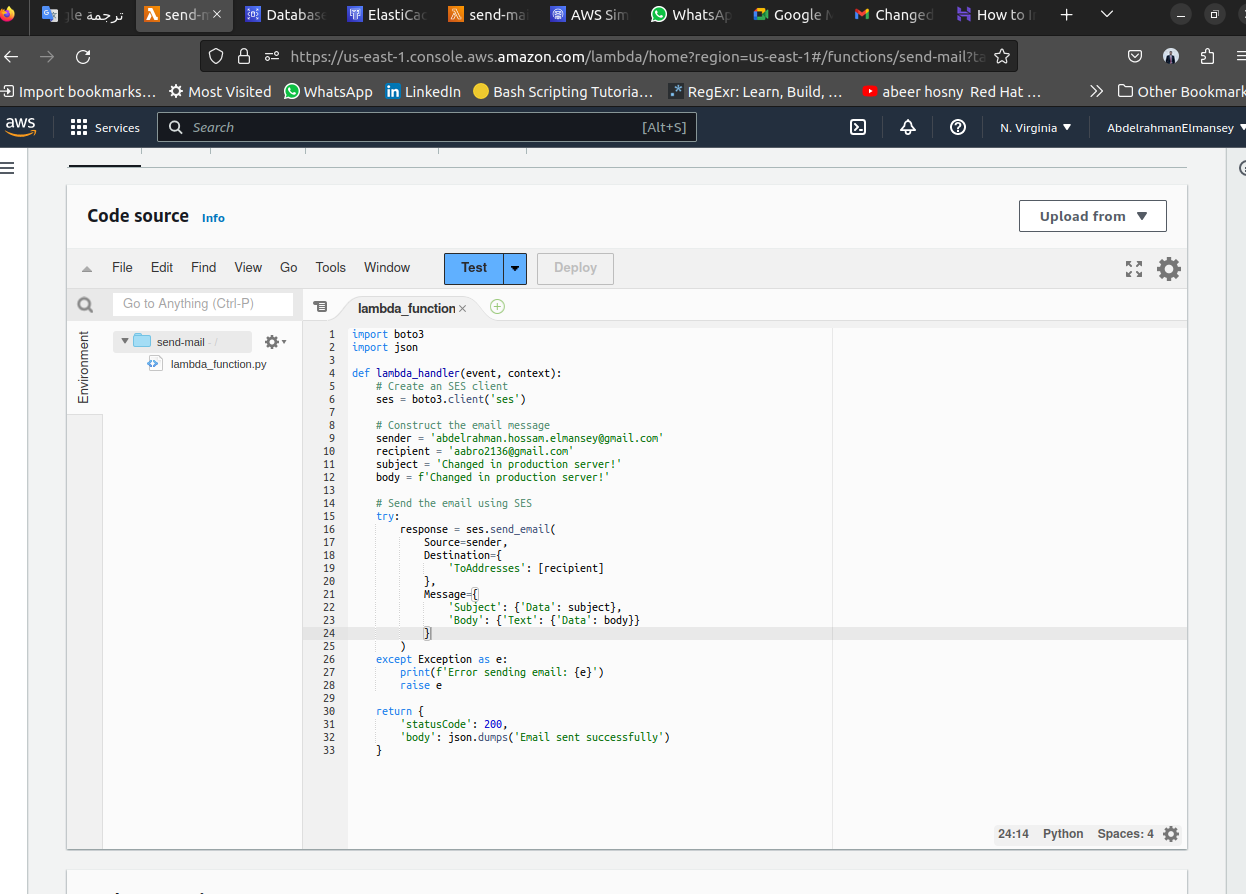 ترجمة gle
send-m
Databas
ElastiCac
send-mai
AWS Sim
WhatsAp
Google M
Changed
How to I
https://us-east-1.console.aws.amazon.com/lambda/home?region=us-east-1#/functions/send-mail?ta
Import bookmarks...
Most Visited
WhatsApp
LinkedIn
Bash Scripting Tutoria...
RegExr: Learn, Build, ...
abeer hosny Red Hat ...
Other Bookmark
aws
Services
Search
[Alt+S]
N. Virginia
AbdelrahmanElmansey
Code source Info
Upload from
File Edit Find View Go Tools Window
Test
Deploy
Go to Anything (Ctrl-P)
lambda_function
Environment
send-mail - /
lambda_function.py
1 import boto3
2 import json
3
4 def lambda_handler(event, context):
5 # Create an SES client
6 ses = boto3.client('ses')
7
8 # Construct the email message
9 sender = 'abdelrahman.hossam.elmansey@gmail.com'
10 recipient = 'aabro2136@gmail.com'
11 subject = 'Changed in production server!'
12 body = f'Changed in production server!'
13
14 # Send the email using SES
15 try:
16 response = ses.send_email(
17 Source=sender,
18 Destination={
19 'ToAddresses': [recipient]
20 },
21 Message={
22 'Subject': {'Data': subject},
23 'Body': {'Text': {'Data': body}}
24 }
25 )
26 except Exception as e:
27 print(f'Error sending email: {e}')
28 raise e
29
30 return {
31 'statusCode': 200,
32 'body': json.dumps('Email sent successfully')
33 }
24:14 Python Spaces: 4